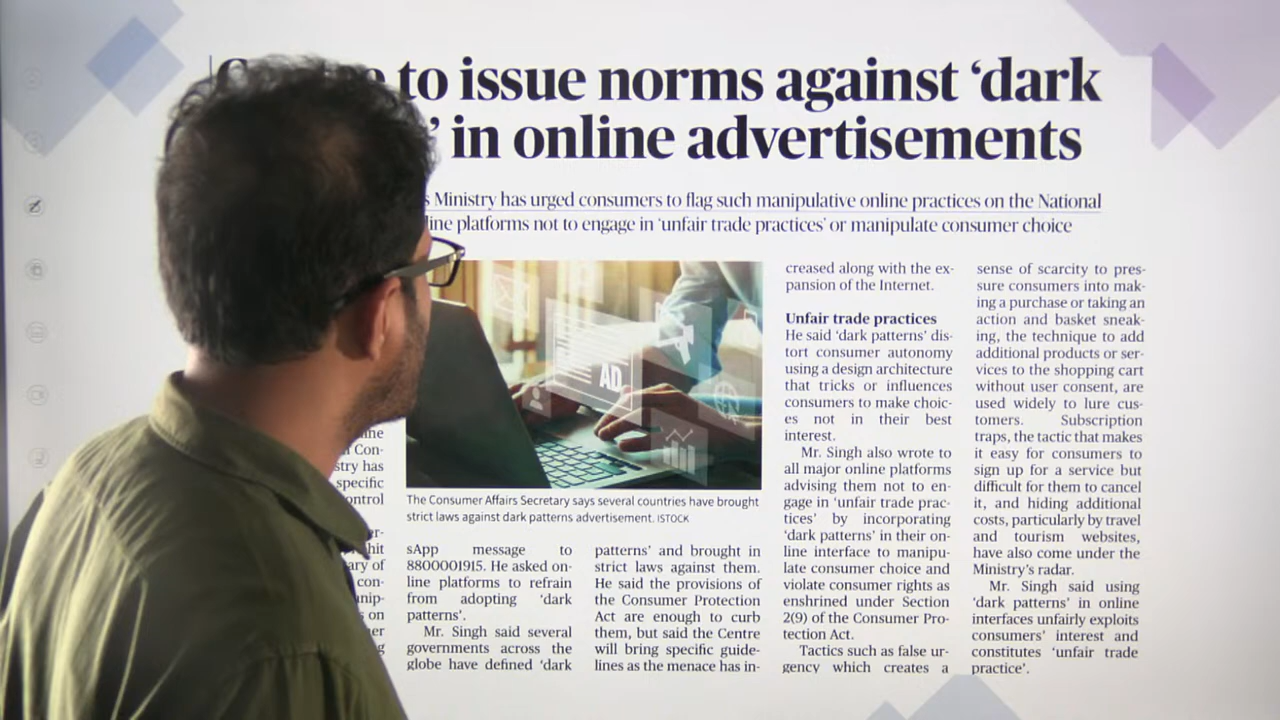 to issue norms against ‘dark
’ in online advertisements
Ministry has urged consumers to flag such manipulative online practices on the National
platforms not to engage in ‘unfair trade practices’ or manipulate consumer choice
AD
The Consumer Affairs Secretary says several countries have brought
strict laws against dark patterns advertisement. ISTOCK
Con-
has
specific
of
con-
on
sApp message to
8800001915. He asked on-
line platforms to refrain
from adopting ‘dark
patterns’.
Mr. Singh said several
governments across the
globe have defined ‘dark
patterns’ and brought in
strict laws against them.
He said the provisions of
the Consumer Protection
Act are enough to curb
them, but said the Centre
will bring specific guide-
lines as the menace has in-
creased along with the ex-
pansion of the Internet.
Unfair trade practices
He said ‘dark patterns’ dis-
tort consumer autonomy
using a design architecture
that tricks or influences
consumers to make choic-
es not in their best
interest.
Mr. Singh also wrote to
all major online platforms
advising them not to en-
gage in ‘unfair trade prac-
tices’ by incorporating
‘dark patterns’ in their on-
line interface to manipu-
late consumer choice and
violate consumer rights as
enshrined under Section
2(9) of the Consumer Pro-
tection Act.
Tactics such as false ur-
gency which creates a
sense of scarcity to pres-
sure consumers into mak-
ing a purchase or taking an
action and basket sneak-
ing, the technique to add
additional products or ser-
vices to the shopping cart
without user consent, are
used widely to lure cus-
tomers. Subscription
traps, the tactic that makes
it easy for consumers to
sign up for a service but
difficult for them to cancel
it, and hiding additional
costs, particularly by travel
and tourism websites,
have also come under the
Ministry’s radar.
Mr. Singh said using
‘dark patterns’ in online
interfaces unfairly exploits
consumers’ interest and
constitutes ‘unfair trade
practice’.